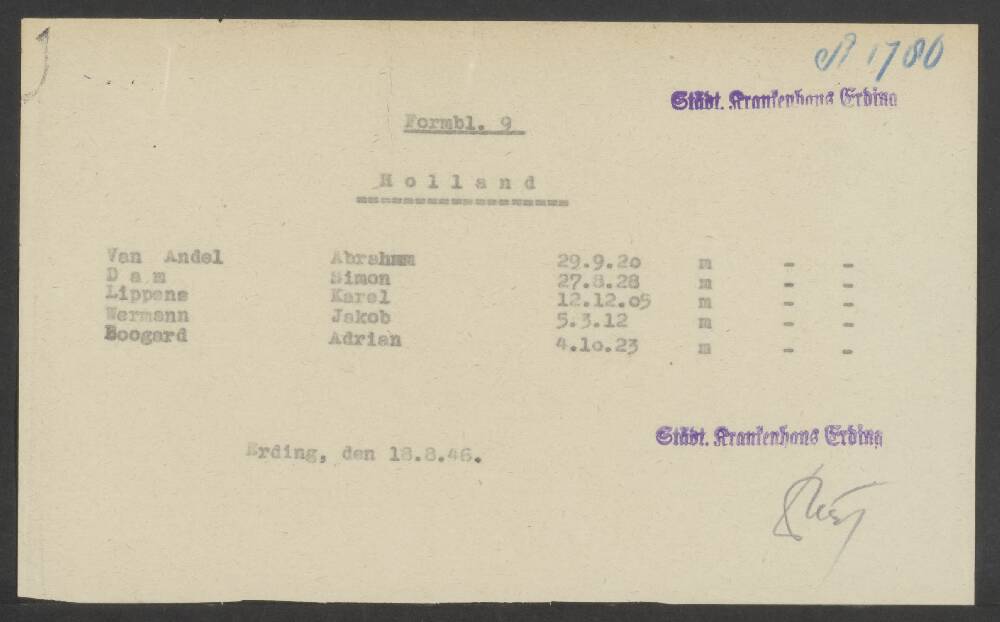 1780
Städt. Krankenhaus Erding
Formbl. 9
Holland
Van Andel Abraham 29.9.20 m - -
Dam Simon 27.8.28 m - -
Lippens Karel 12.12.05 m - -
Wermann Jakob 5.3.12 m - -
Boogard Adrian 4.10.23 m - -
Städt. Krankenhaus Erding
Erding, den 18.8.46.